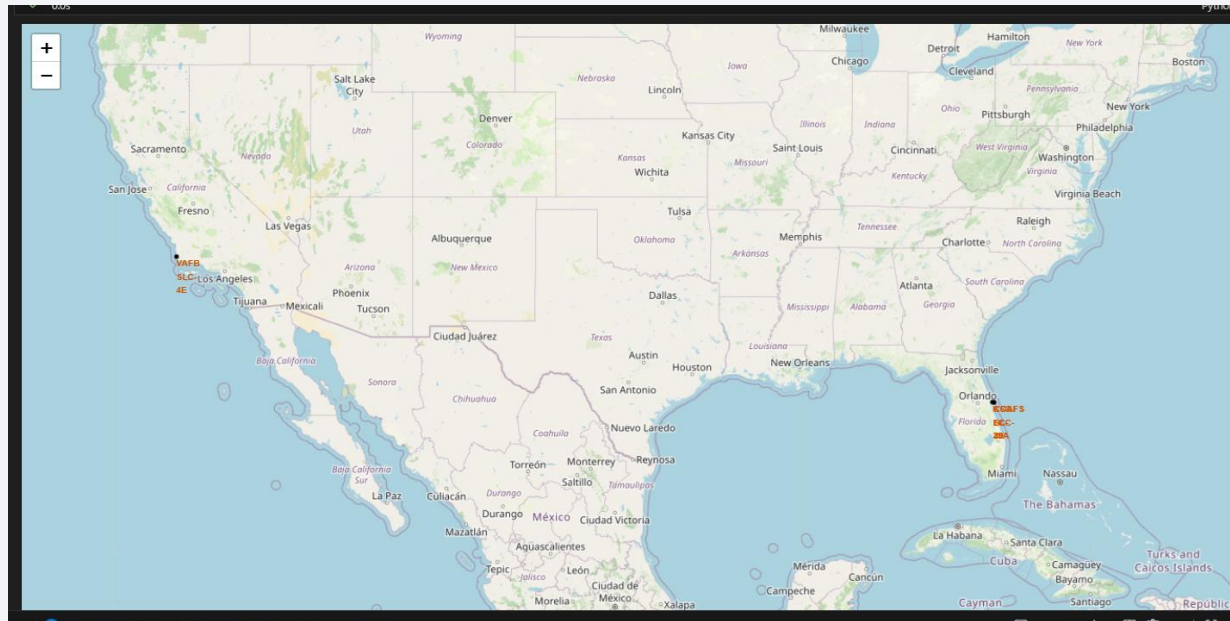 0.0s
Python
+
−
Wyoming
Milwaukee
Hamilton
New York
Detroit
Boston
Chicago
Cleveland
Salt Lake
City
Nebraska
Iowa
Lincoln
Pennsylvania
New York
Ohio
Pittsburgh
Denver
Utah
Colorado
Illinois
Indiana
Philadelphia
Kansas City
Sacramento
Nevada
Kansas
Missouri
Saint Louis
Cincinnati
West Virginia
Washington
Wichita
Kentucky
Virginia
San Jose
California
Virginia Beach
Fresno
Las Vegas
Tulsa
Raleigh
Albuquerque
Oklahoma
Memphis
Tennessee
Charlotte
North Carolina
Arkansas
VAFB
SLC-
4E
Los Angeles
Arizona
New Mexico
Phoenix
Tucson
Dallas
Atlanta
South Carolina
Tijuana
Mexicali
Mississippi
Alabama
Georgia
Ciudad Juárez
Texas
Louisiana
Austin
Houston
New Orleans
Baja California
Jacksonville
Sonora
San Antonio
Chihuahua
Orlando
Florida
Nuevo Laredo
Coahuila
Torreón
Monterrey
Reynosa
Saltillo
Tamaulipas
Miami
Nassau
Baja California
Sur
La Paz
Culiacán
Durango
Durango
México
Ciudad Victoria
The Bahamas
Mazatlán
Aguascalientes
La Habana
Santa Clara
Cuba
Camaguey
Turks and
Caicos Islands
Tepic
Jalisco
León
Mérida
Cancún
Bayamo
Ciudad de
México
Campeche
Morelia
Xalapa
Cayman
Santiago
Repúblic